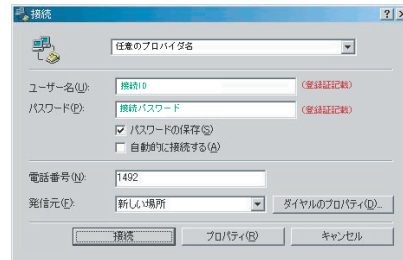 接続
任意のプロバイダ名
ユーザー名(U): 接続ID (登録証記載)
パスワード(P): 接続パスワード (登録証記載)
パスワードの保存(S)
自動的に接続する(A)
電話番号(N): 1492
発信元(F): 新しい場所 ダイヤルのプロパティ(D)...
接続 プロパティ(R) キャンセル